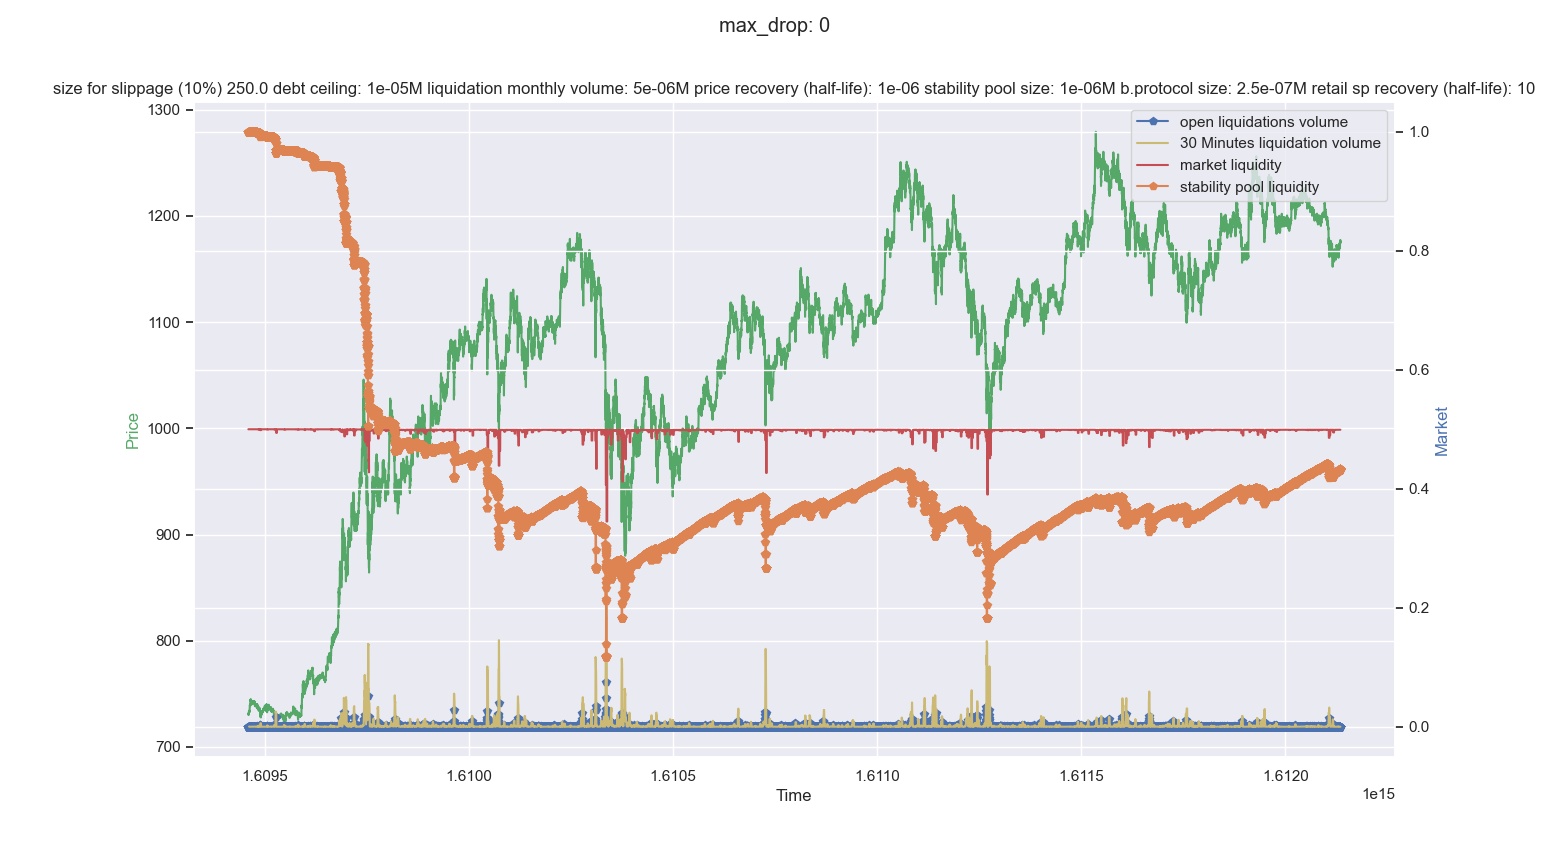 max_drop: 0
size for slippage (10%) 250.0 debt ceiling: 1e-05M liquidation monthly volume: 5e-06M price recovery (half-life): 1e-06 stability pool size: 1e-06M b.protocol size: 2.5e-07M retail sp recovery (half-life): 10
open liquidations volume
30 Minutes liquidation volume
market liquidity
stability pool liquidity
1300
1200
1100
1000
900
800
700
Price
1.0
0.8
0.6
0.4
0.2
0.0
Market
1.6095
1.6100
1.6105
1.6110
1.6115
1.6120
Time
1e15